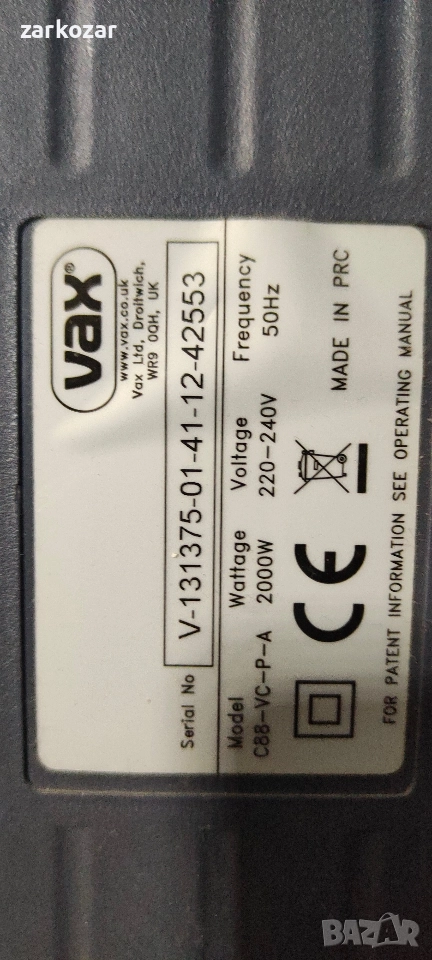 zarkozar
vax®
www.vax.co.uk
Vax Ltd, Droitwich,
WR9 0QH, UK
Serial No V-131375-01-41-12-42553
Model Wattage Voltage Frequency
C88-VC-P-A 2000W 220-240V 50Hz
CE MADE IN PRC
FOR PATENT INFORMATION SEE OPERATING MANUAL
BAZAR